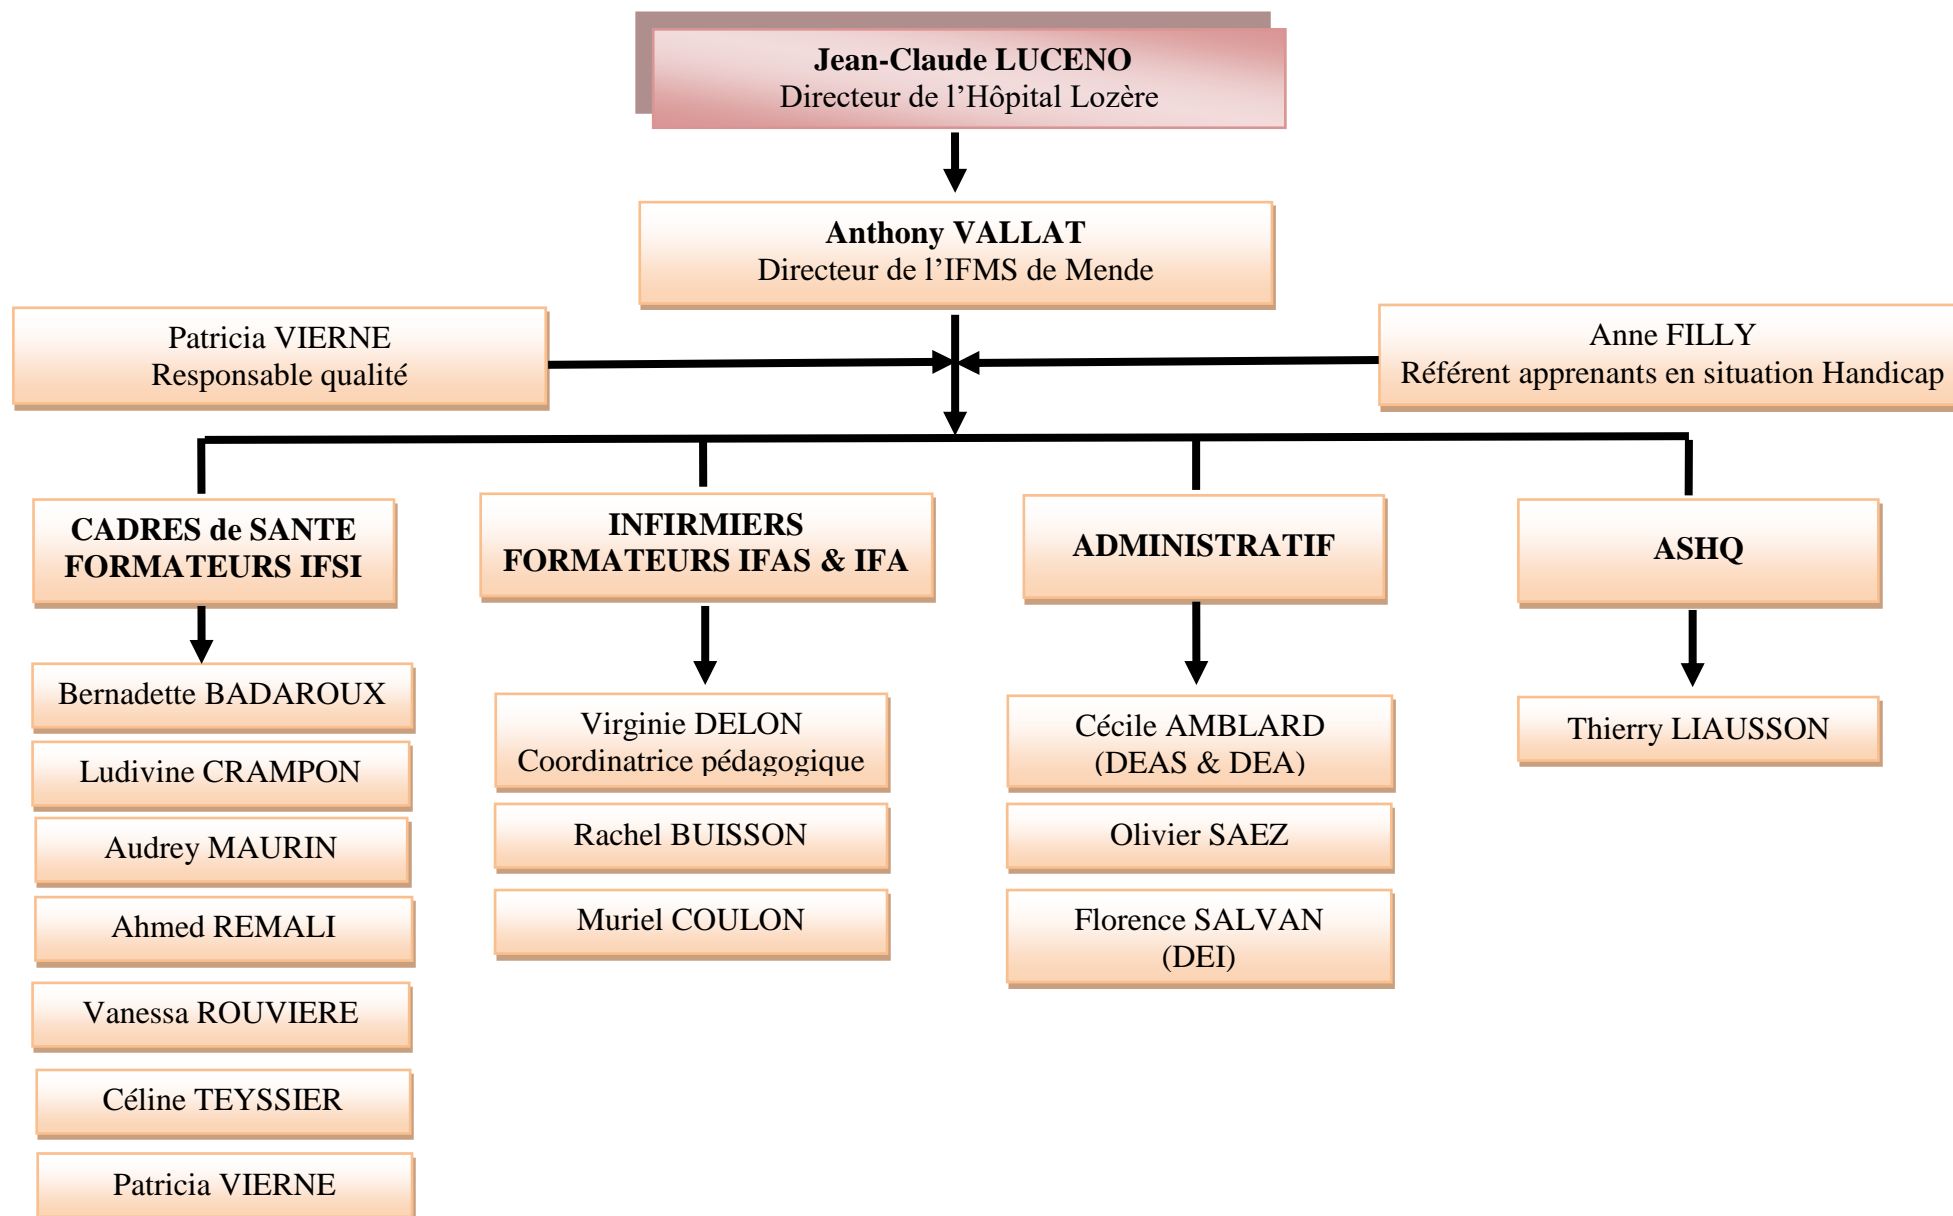 Jean-Claude LUCENO
Directeur de l’Hôpital Lozère
Anthony VALLAT
Directeur de l’IFMS de Mende
Patricia VIERNE
Responsable qualité
Anne FILLY
Référent apprenants en situation Handicap
CADRES de SANTE
FORMATEURS IFSI
Bernadette BADAROUX
Ludivine CRAMPON
Audrey MAURIN
Ahmed REMALI
Vanessa ROUVIERE
Céline TEYSSIER
Patricia VIERNE
INFIRMIERS
FORMATEURS IFAS & IFA
Virginie DELON
Coordinatrice pédagogique
Rachel BUISSON
Muriel COULON
ADMINISTRATIF
Cécile AMBLARD
(DEAS & DEA)
Olivier SAEZ
Florence SALVAN
(DEI)
ASHQ
Thierry LIAUSSON